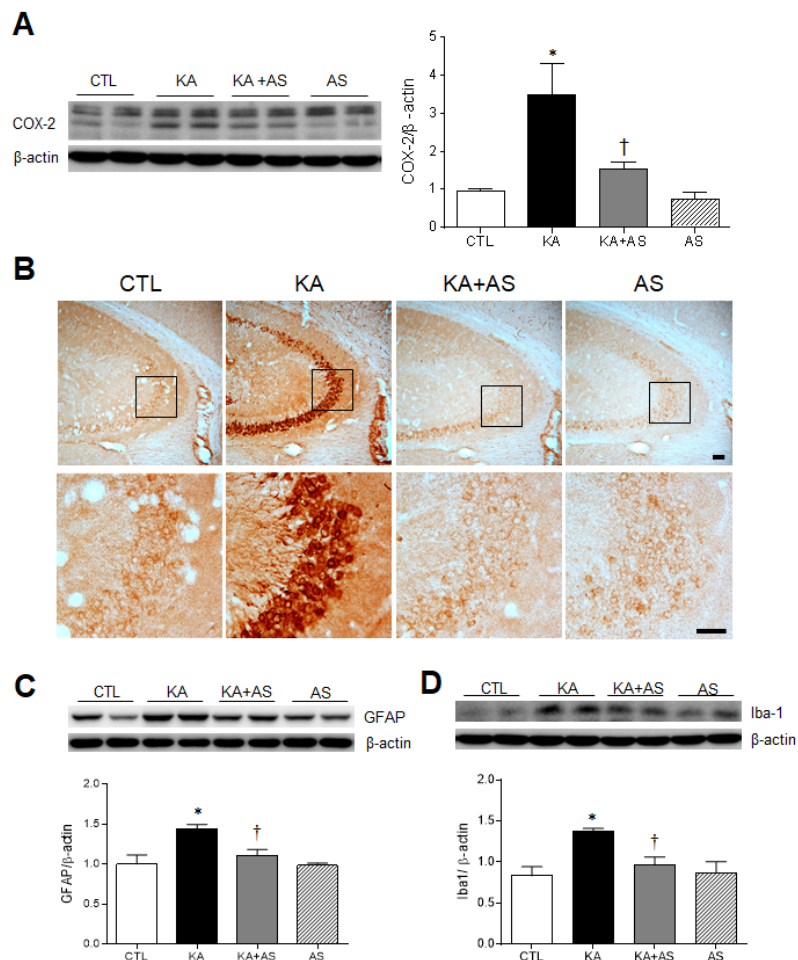 A
CTL KA KA +AS AS
COX-2
β-actin
COX-2/β -actin
5
4
3
2
1
0
*
†
CTL KA KA+AS AS
B
CTL KA KA+AS AS
C
CTL KA KA+AS AS
GFAP
β-actin
GFAP/β-actin
2.0
1.5
1.0
0.5
0.0
*
†
CTL KA KA+AS AS
D
CTL KA KA+AS AS
Iba-1
β-actin
Iba1/ β-actin
2.0
1.5
1.0
0.5
0.0
*
†
CTL KA KA+AS AS